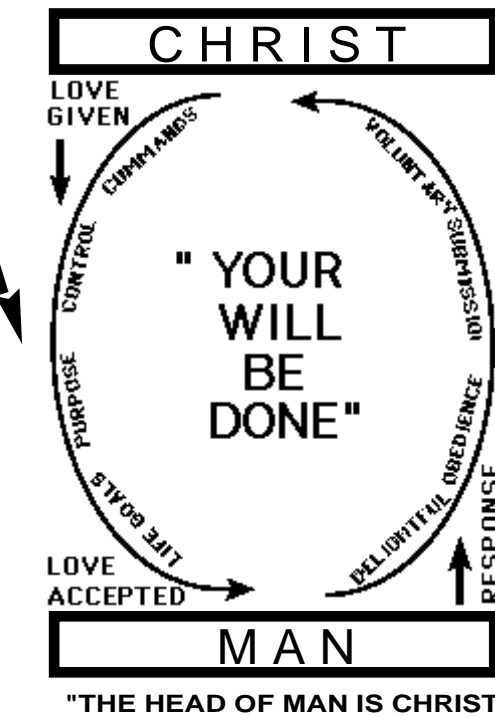 CHRIST
LOVE
GIVEN
COMMANDS
CONTROL
PURPOSE
LIFE GOALS
LOVE
ACCEPTED
" YOUR
WILL
BE
DONE"
VOLUNTARY SUBMISSION
DELIGHTFUL OBEDIENCE
RESPONSE
MAN
"THE HEAD OF MAN IS CHRIST